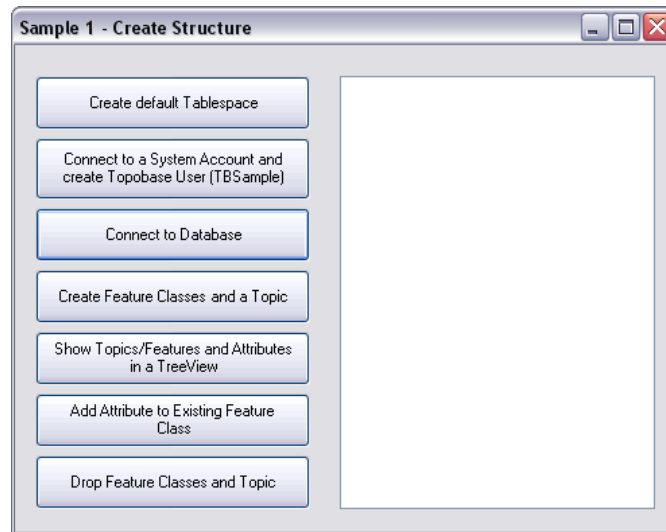 Sample 1 - Create Structure
Create default Tablespace
Connect to a System Account and
create Topobase User (TBSample)
Connect to Database
Create Feature Classes and a Topic
Show Topics/Features and Attributes
in a TreeView
Add Attribute to Existing Feature
Class
Drop Feature Classes and Topic